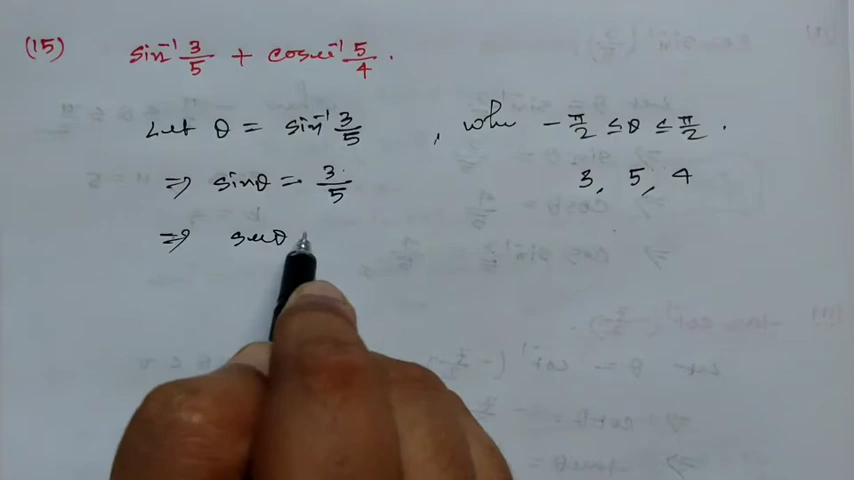 (15) sin⁻¹ 3/5 + cosec⁻¹ 5/4 .
Let θ = sin⁻¹ 3/5 , when - π/2 ≤ θ ≤ π/2 .
⇒ sinθ = 3/5 3, 5, 4
⇒ secθ